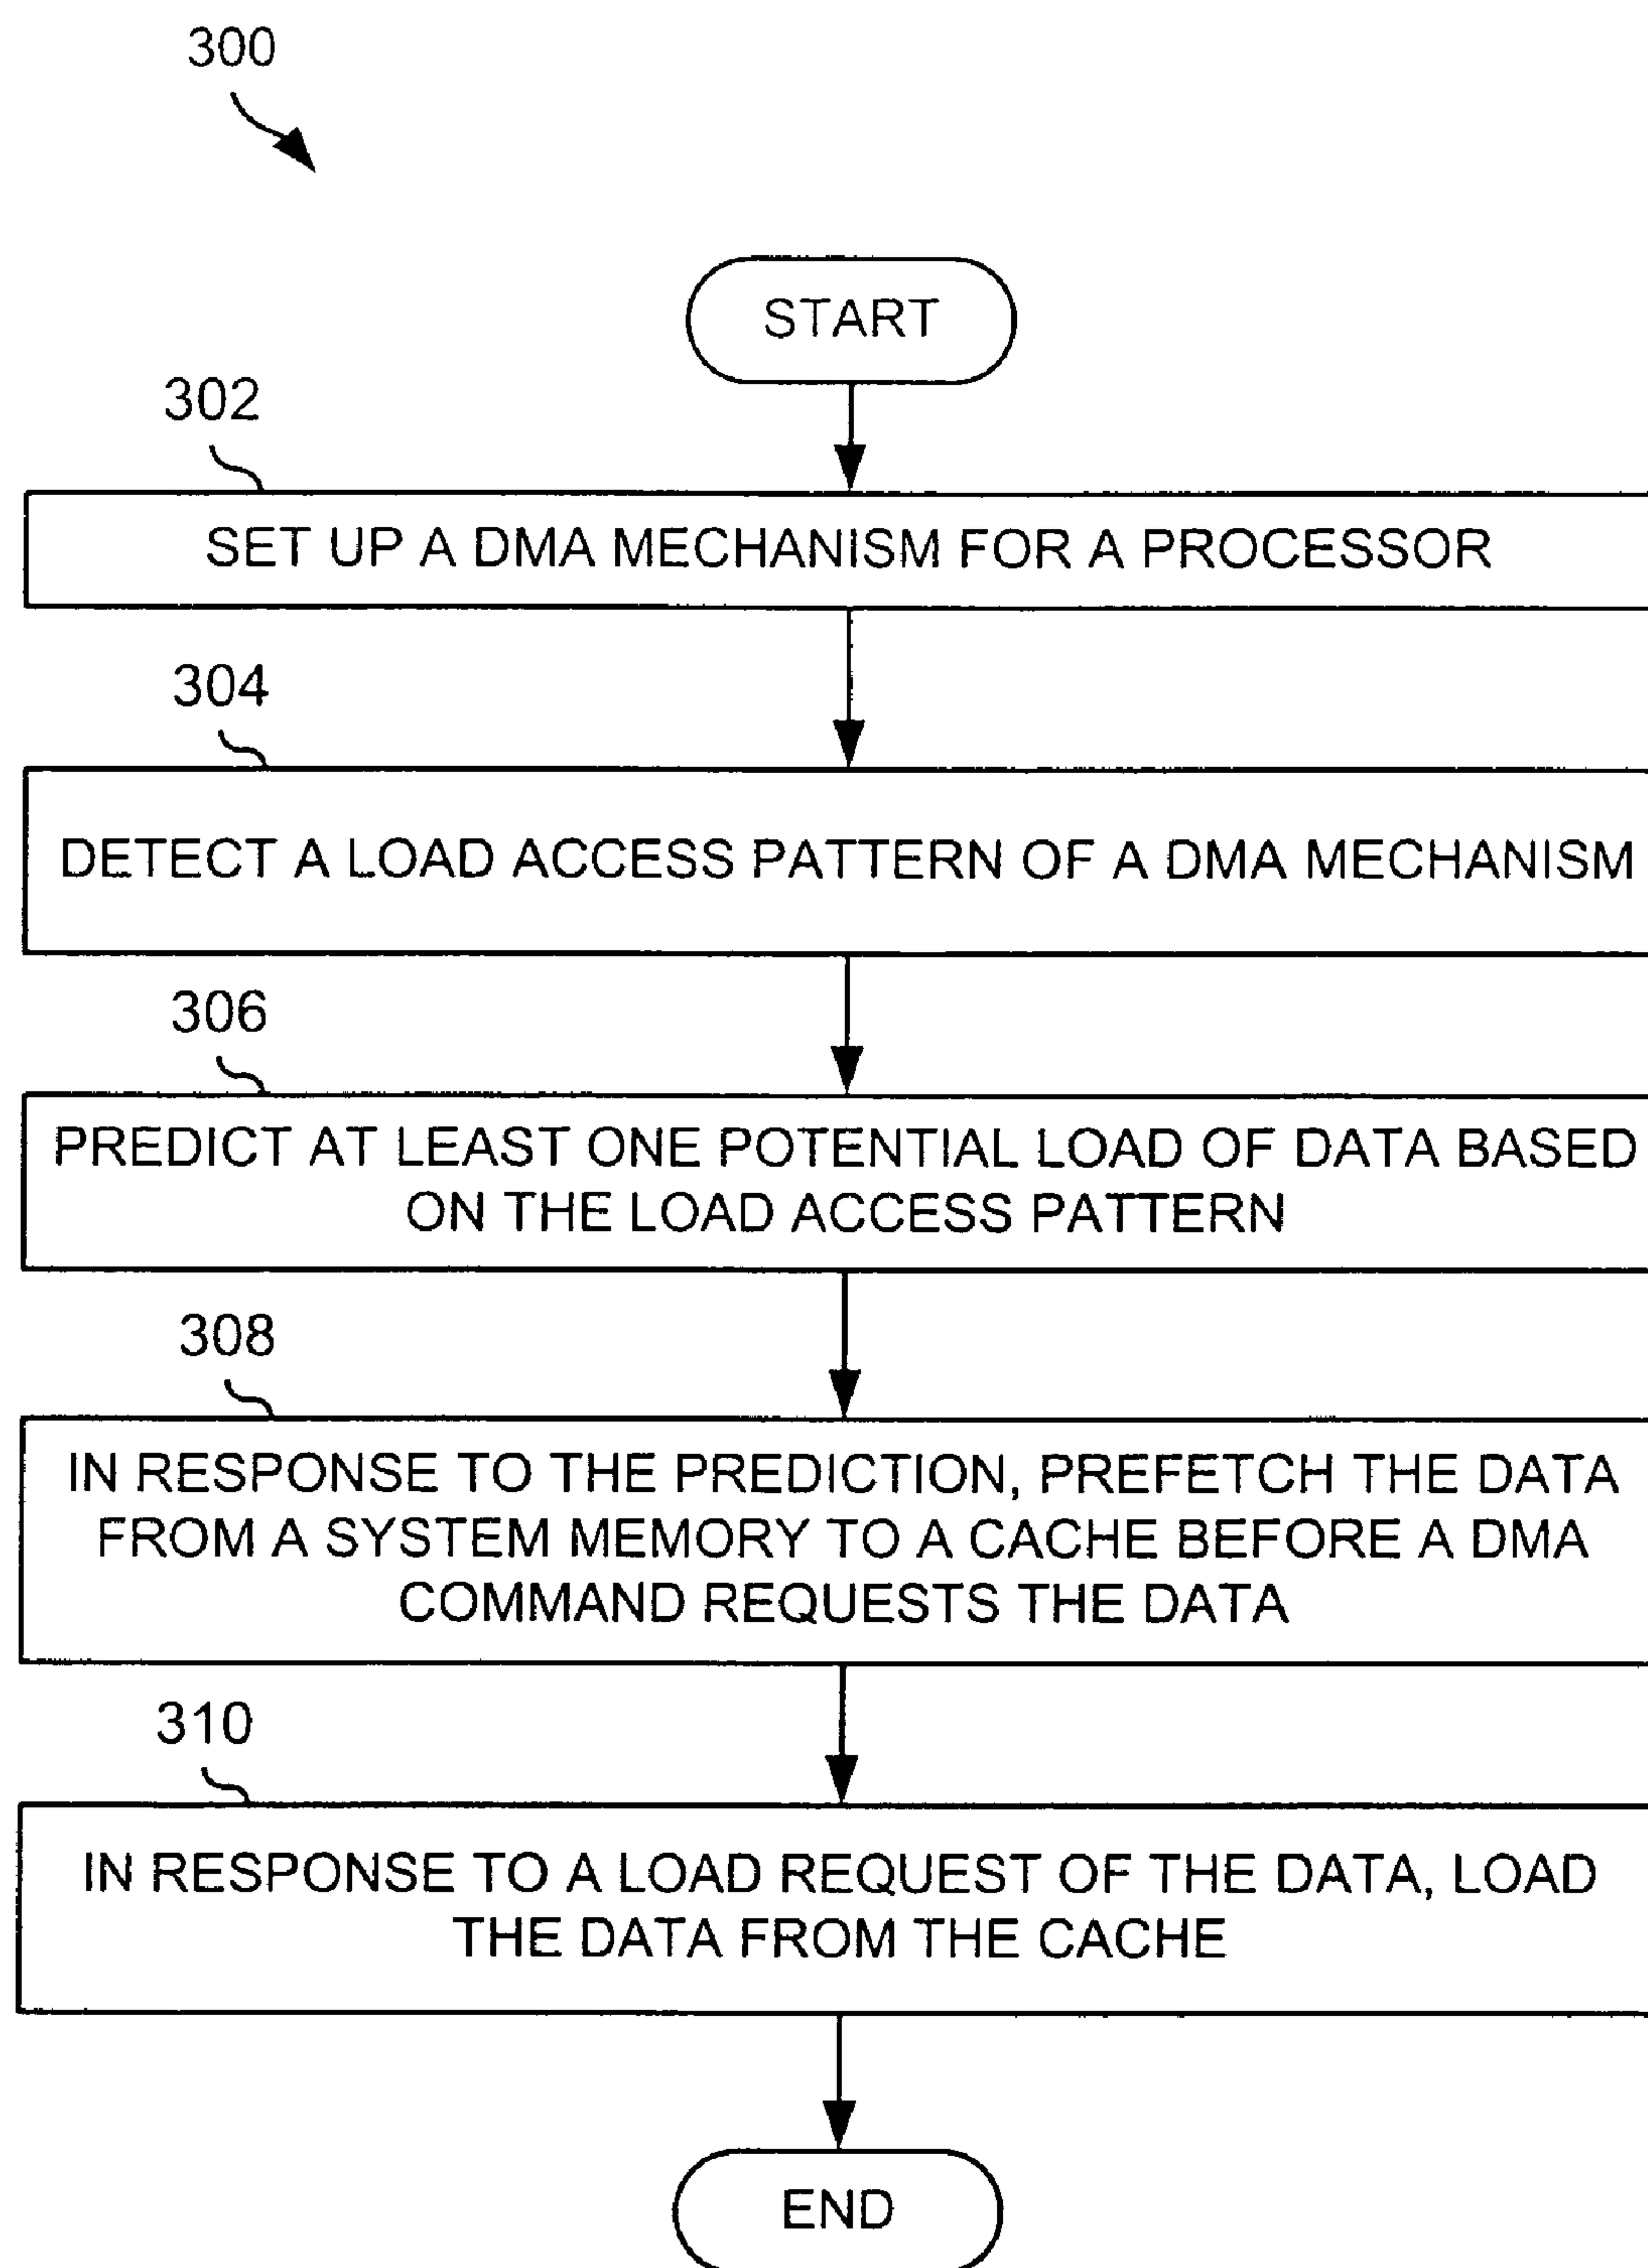 300
START
302
SET UP A DMA MECHANISM FOR A PROCESSOR
304
DETECT A LOAD ACCESS PATTERN OF A DMA MECHANISM
306
PREDICT AT LEAST ONE POTENTIAL LOAD OF DATA BASED
ON THE LOAD ACCESS PATTERN
308
IN RESPONSE TO THE PREDICTION, PREFETCH THE DATA
FROM A SYSTEM MEMORY TO A CACHE BEFORE A DMA
COMMAND REQUESTS THE DATA
310
IN RESPONSE TO A LOAD REQUEST OF THE DATA, LOAD
THE DATA FROM THE CACHE
END